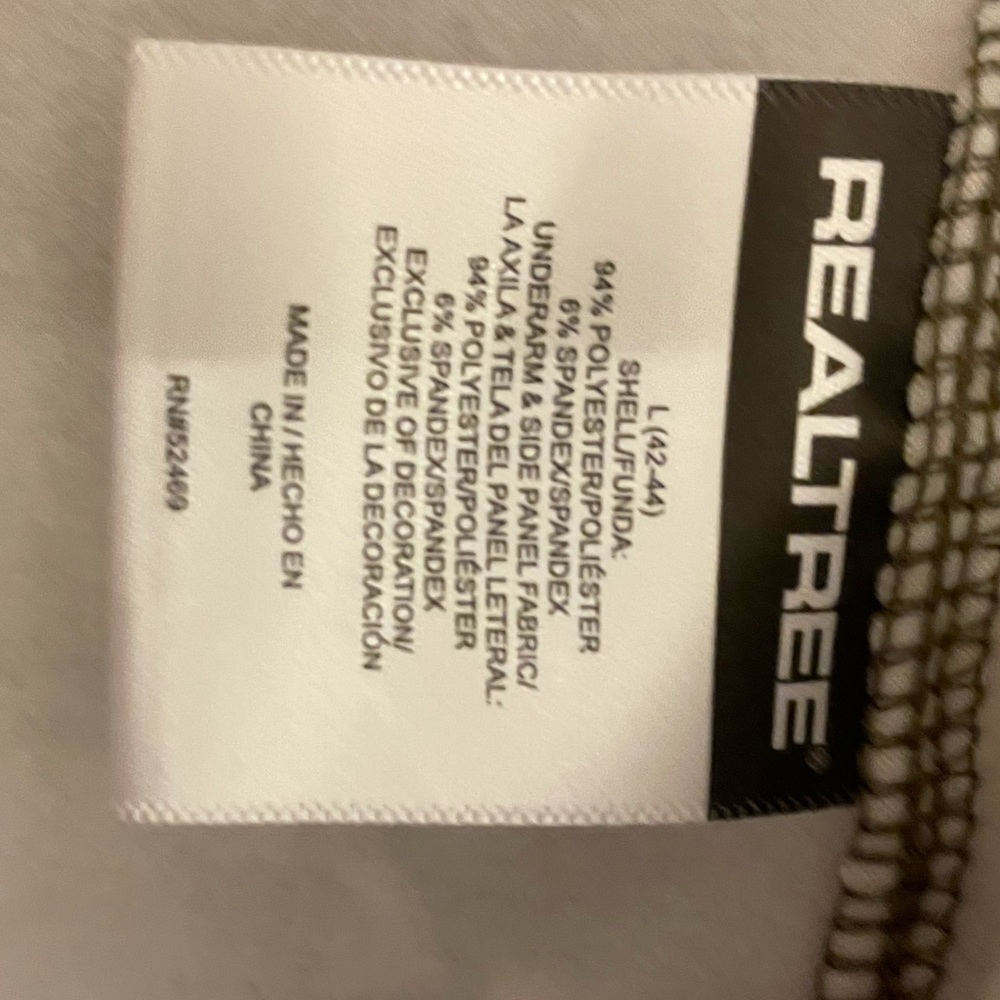 REALTREE®
L (42-44)
SHELL/FUNDA:
94% POLYESTER/POLIÉSTER
6% SPANDEX/SPANDEX
UNDERARM & SIDE PANEL FABRIC/
LA AXILA & TELA DEL PANEL LETERAL:
94% POLYESTER/POLIÉSTER
6% SPANDEX/SPANDEX
EXCLUSIVE OF DECORATION/
EXCLUSIVO DE LA DECORACIÓN
MADE IN / HECHO EN
CHINA
RN#52469